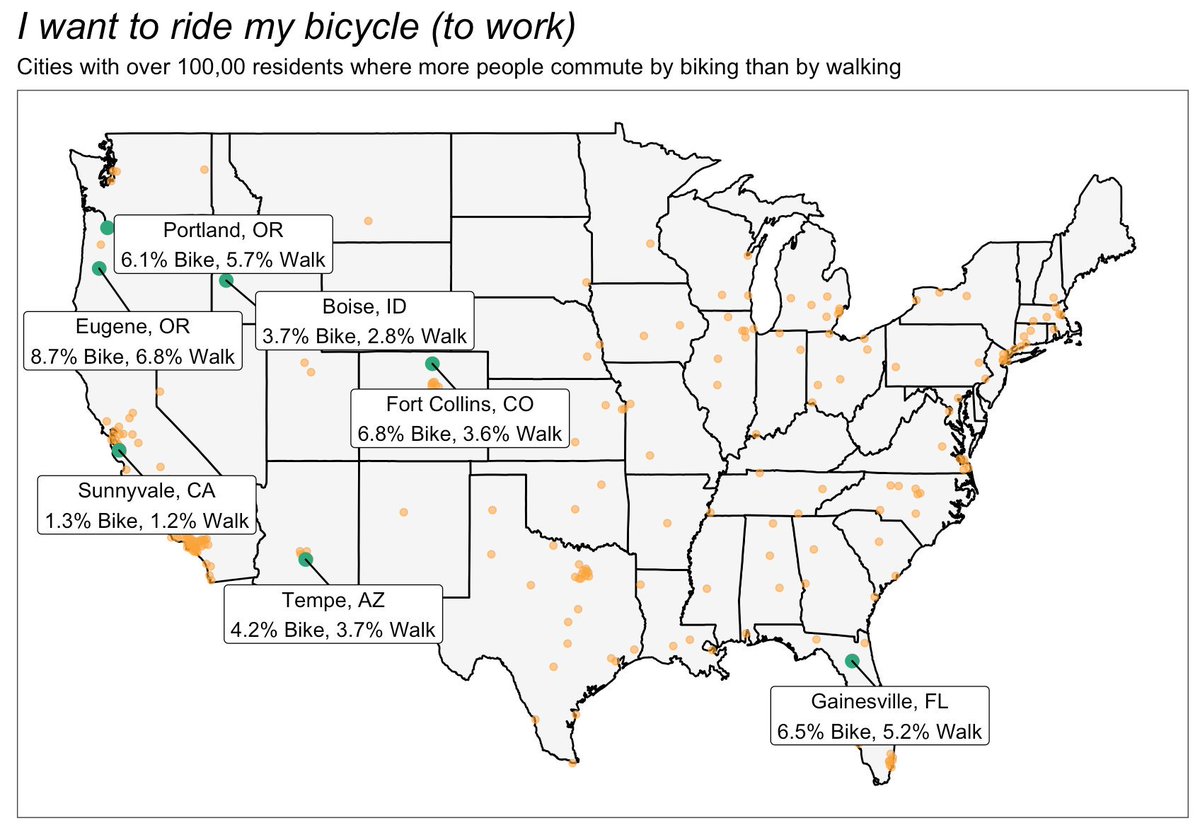 I want to ride my bicycle (to work)
Cities with over 100,00 residents where more people commute by biking than by walking
Portland, OR
6.1% Bike, 5.7% Walk
Boise, ID
3.7% Bike, 2.8% Walk
Eugene, OR
8.7% Bike, 6.8% Walk
Fort Collins, CO
6.8% Bike, 3.6% Walk
Sunnyvale, CA
1.3% Bike, 1.2% Walk
Tempe, AZ
4.2% Bike, 3.7% Walk
Gainesville, FL
6.5% Bike, 5.2% Walk